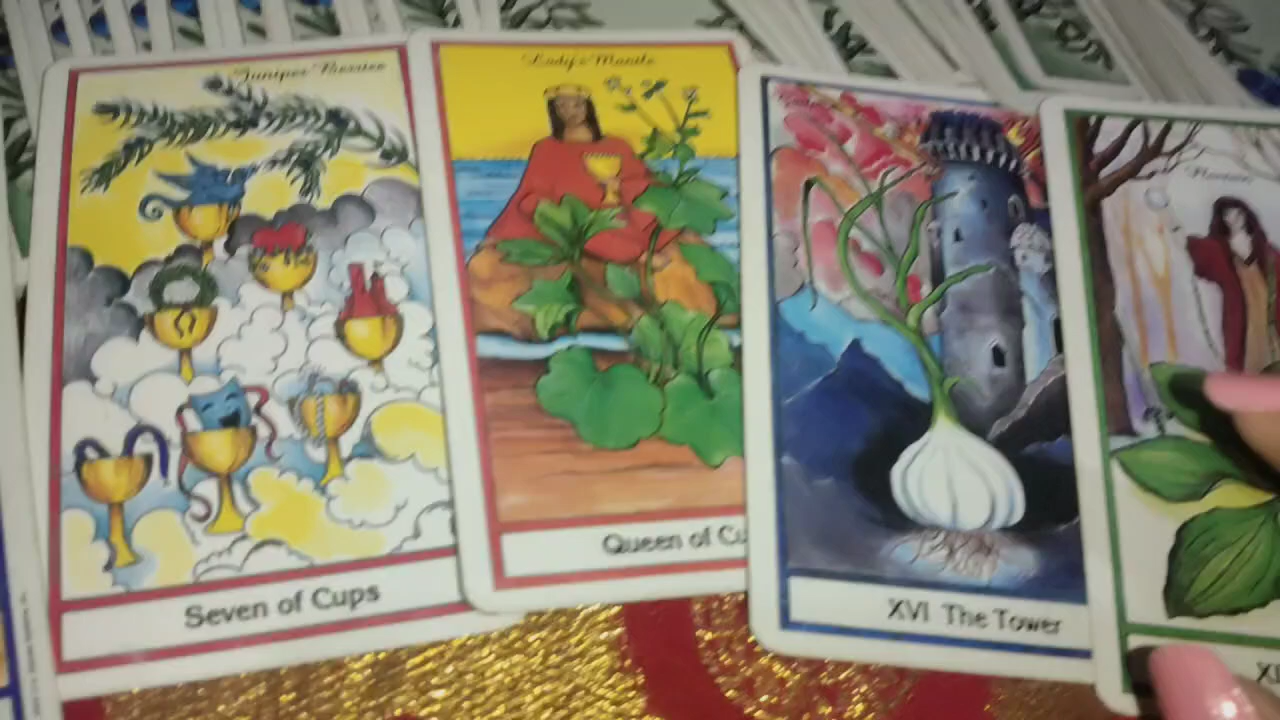 Juniper Berries
Lady's Mantle
Seven of Cups
Queen of Cu
XVI The Tower